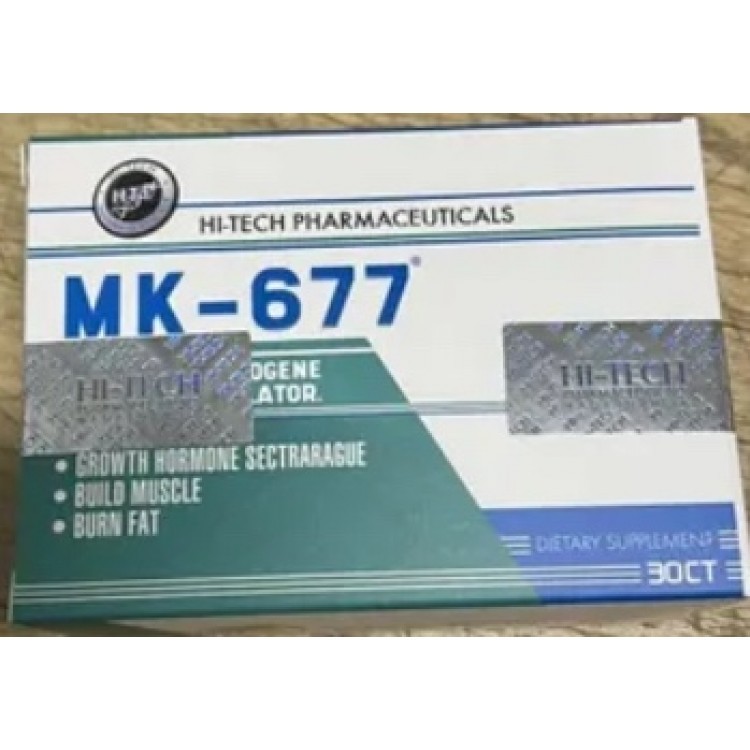 HI-TECH PHARMACEUTICALS
MK-677®
OGENE
LATOR.
HI-TECH
HI-TECH
• GROWTH HORMONE SECTRARAGUE
• BUILD MUSCLE
• BURN FAT
DIETARY SUPPLEMENT
30CT